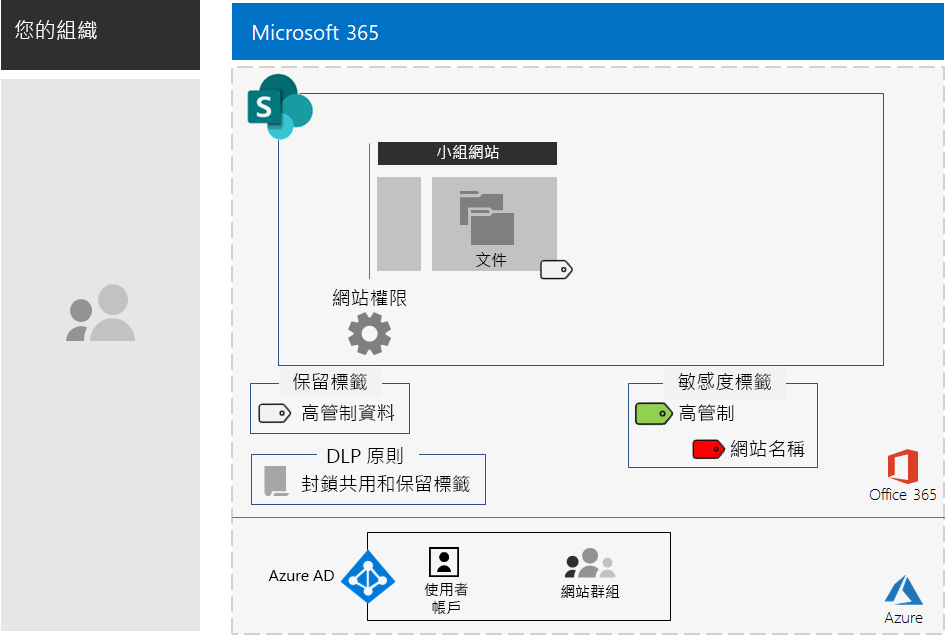 您的組織
Microsoft 365
S
小組網站
文件
網站權限
保留標籤
高管制資料
敏感度標籤
高管制
網站名稱
DLP 原則
封鎖共用和保留標籤
Office 365
Azure AD
使用者
帳戶
網站群組
Azure